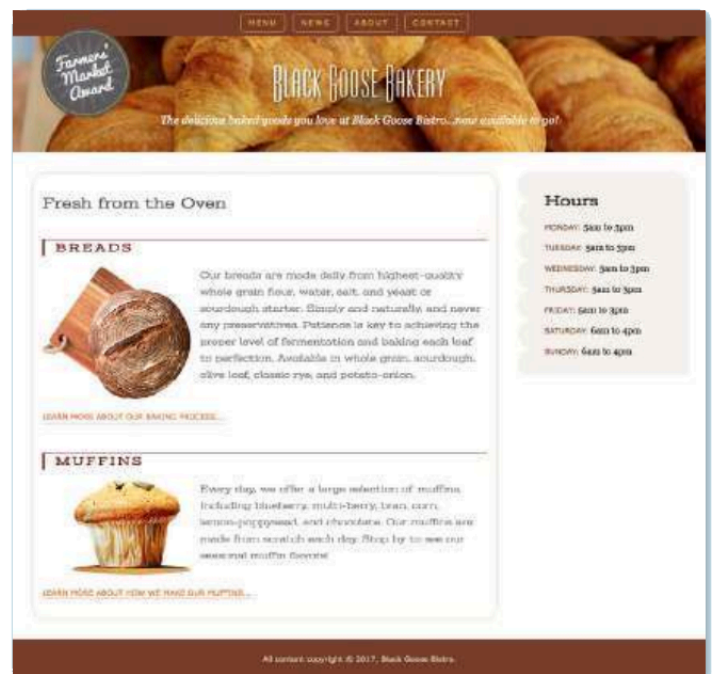 MENU NEWS ABOUT CONTACT
Farmers'
Market
Award
BLACK GOOSE BAKERY
The delicious baked goods you love at Black Goose Bistro...now available to go!
Fresh from the Oven
BREADS
Our breads are made daily from highest-quality
whole grain flour, water, salt, and yeast or
sourdough starter. Simply and naturally, and never
any preservatives. Patience is key to achieving the
proper level of fermentation and baking each loaf
to perfection. Available in whole grain, sourdough,
olive loaf, classic rye, and potato-onion.
LEARN MORE ABOUT OUR BAKING PROCESS...
MUFFINS
Every day, we offer a large selection of muffins,
including blueberry, multi-berry, bran, corn,
lemon-poppyseed, and chocolate. Our muffins are
made from scratch each day. Stop by to see our
seasonal muffin flavors!
LEARN MORE ABOUT HOW WE MAKE OUR MUFFINS...
Hours
MONDAY: 5am to 3pm
TUESDAY: 5am to 3pm
WEDNESDAY: 5am to 3pm
THURSDAY: 5am to 3pm
FRIDAY: 5am to 3pm
SATURDAY: 6am to 4pm
SUNDAY: 6am to 4pm
All content copyright © 2017, Black Goose Bistro.